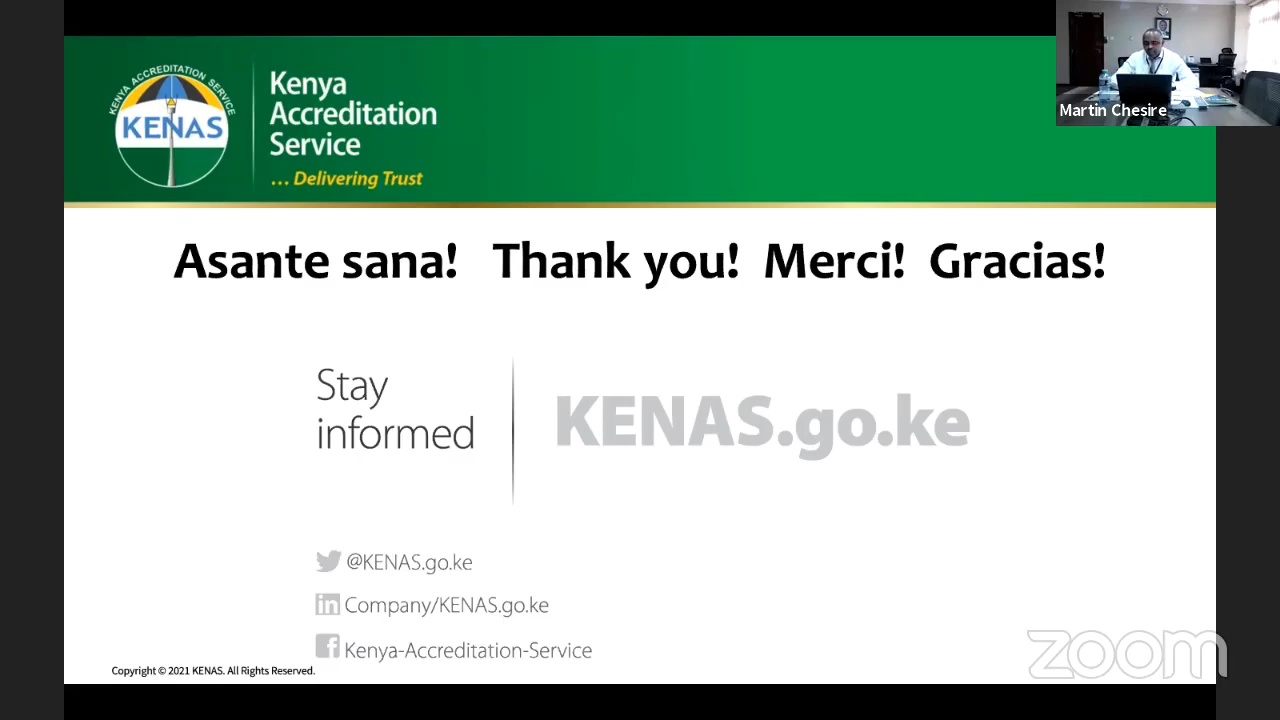 KENYA ACCREDITATION SERVICE
KENAS
Kenya
Accreditation
Service
... Delivering Trust
Martin Chesire
Asante sana! Thank you! Merci! Gracias!
Stay
informed
KENAS.go.ke
@KENAS.go.ke
in Company/KENAS.go.ke
f Kenya-Accreditation-Service
Copyright © 2021 KENAS. All Rights Reserved.
zoom